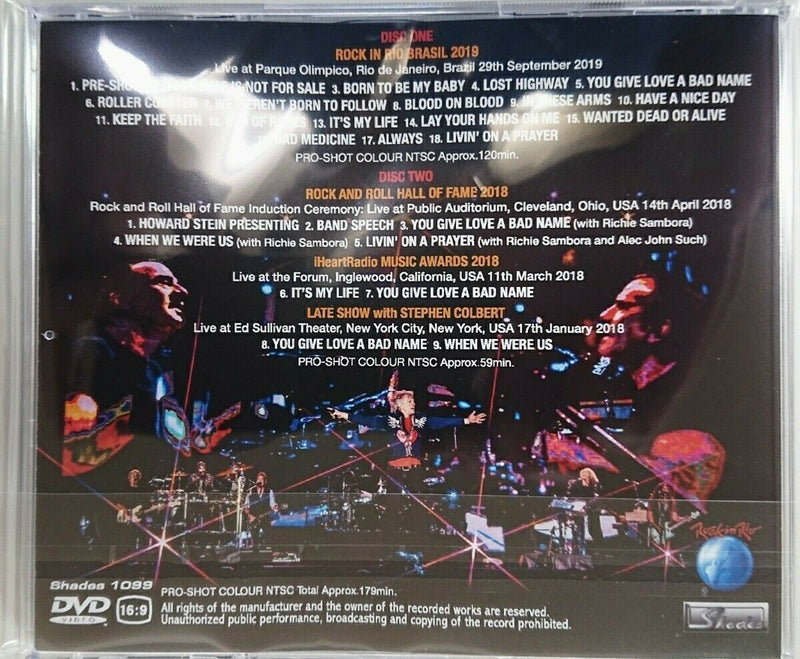 DISC ONE
ROCK IN RIO BRASIL 2019
Live at Parque Olimpico, Rio de Janeiro, Brazil 29th September 2019
1. PRE-SHOW IS NOT FOR SALE 3. BORN TO BE MY BABY 4. LOST HIGHWAY 5. YOU GIVE LOVE A BAD NAME
6. ROLLER COASTER 7. WE WEREN'T BORN TO FOLLOW 8. BLOOD ON BLOOD 9. IN THESE ARMS 10. HAVE A NICE DAY
11. KEEP THE FAITH 12. BED OF ROSES 13. IT'S MY LIFE 14. LAY YOUR HANDS ON ME 15. WANTED DEAD OR ALIVE
BAD MEDICINE 17. ALWAYS 18. LIVIN' ON A PRAYER
PRO-SHOT COLOUR NTSC Approx.120min.
DISC TWO
ROCK AND ROLL HALL OF FAME 2018
Rock and Roll Hall of Fame Induction Ceremony: Live at Public Auditorium, Cleveland, Ohio, USA 14th April 2018
1. HOWARD STEIN PRESENTING 2. BAND SPEECH 3. YOU GIVE LOVE A BAD NAME (with Richie Sambora)
4. WHEN WE WERE US (with Richie Sambora) 5. LIVIN' ON A PRAYER (with Richie Sambora and Alec John Such)
iHeartRadio MUSIC AWARDS 2018
Live at the Forum, Inglewood, California, USA 11th March 2018
6. IT'S MY LIFE 7. YOU GIVE LOVE A BAD NAME
LATE SHOW with STEPHEN COLBERT
Live at Ed Sullivan Theater, New York City, New York, USA 17th January 2018
8. YOU GIVE LOVE A BAD NAME 9. WHEN WE WERE US
PRO-SHOT COLOUR NTSC Approx.59min.
Rock in Rio
Shades 1099
PRO-SHOT COLOUR NTSC Total Approx.179min.
DVD VIDEO
16:9
All rights of the manufacturer and the owner of the recorded works are reserved.
Unauthorized public performance, broadcasting and copying of the record prohibited.
Shades